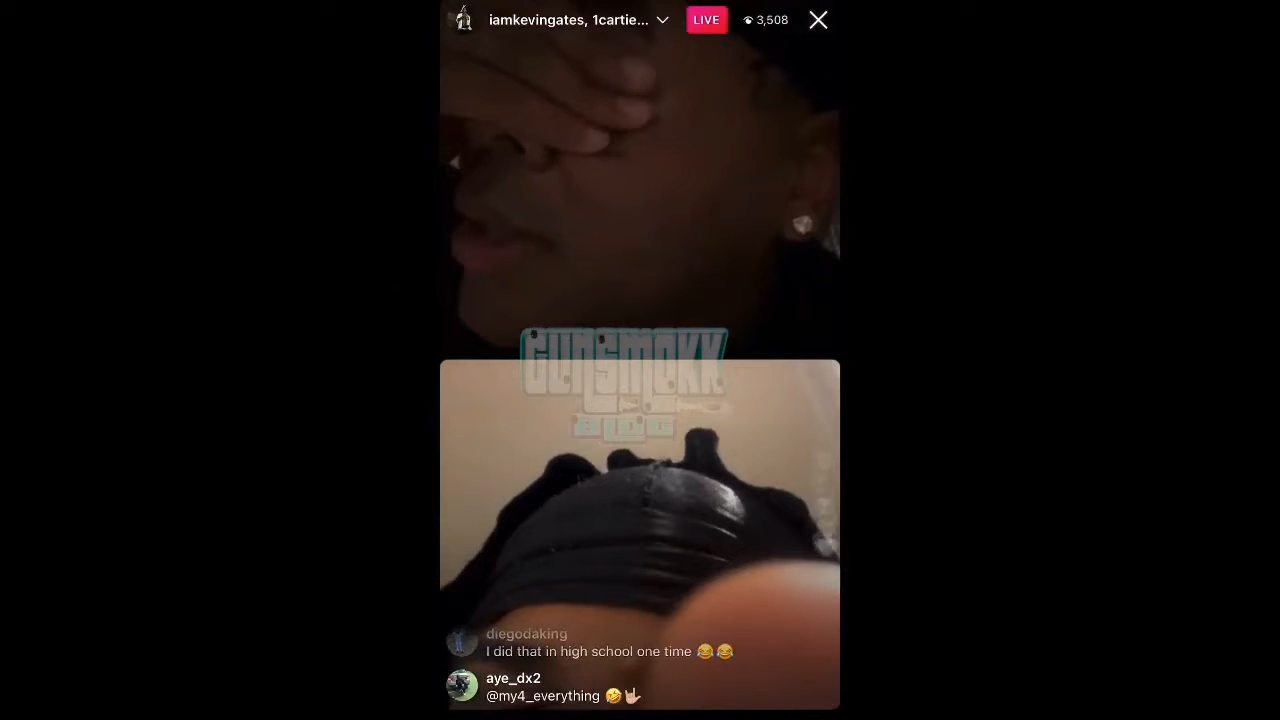 iamkevingates, 1cartie...
LIVE
3,508
GUNSMOKK
diegodaking
I did that in high school one time 😂😂
aye_dx2
@my4_everything 🤣🤟🏼